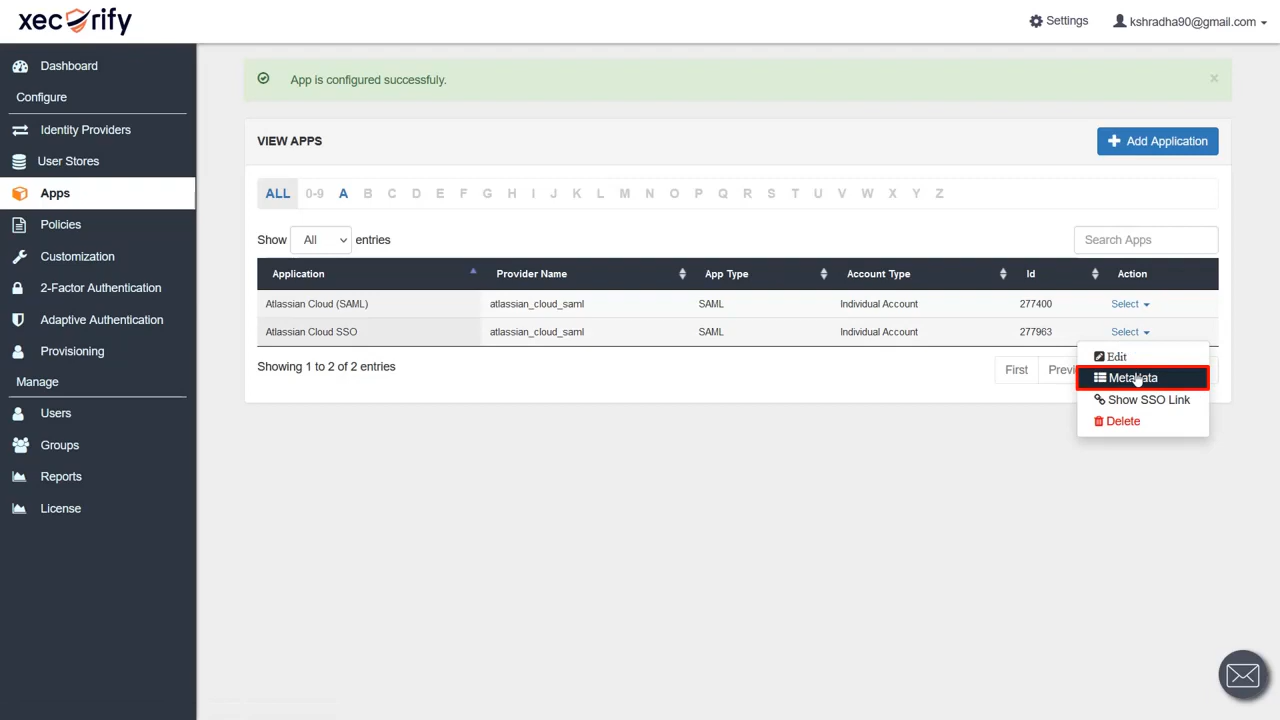 xecurify
Settings
kshradha90@gmail.com
Dashboard
Configure
Identity Providers
User Stores
Apps
Policies
Customization
2-Factor Authentication
Adaptive Authentication
Provisioning
Manage
Users
Groups
Reports
License
App is configured successfuly.
×
VIEW APPS
Add Application
ALL 0-9 A B C D E F G H I J K L M N O P Q R S T U V W X Y Z
Show All entries
Search Apps
Application Provider Name App Type Account Type Id Action
Atlassian Cloud (SAML) atlassian_cloud_saml SAML Individual Account 277400 Select
Atlassian Cloud SSO atlassian_cloud_saml SAML Individual Account 277963 Select
Showing 1 to 2 of 2 entries
First
Edit
Metadata
Show SSO Link
Delete